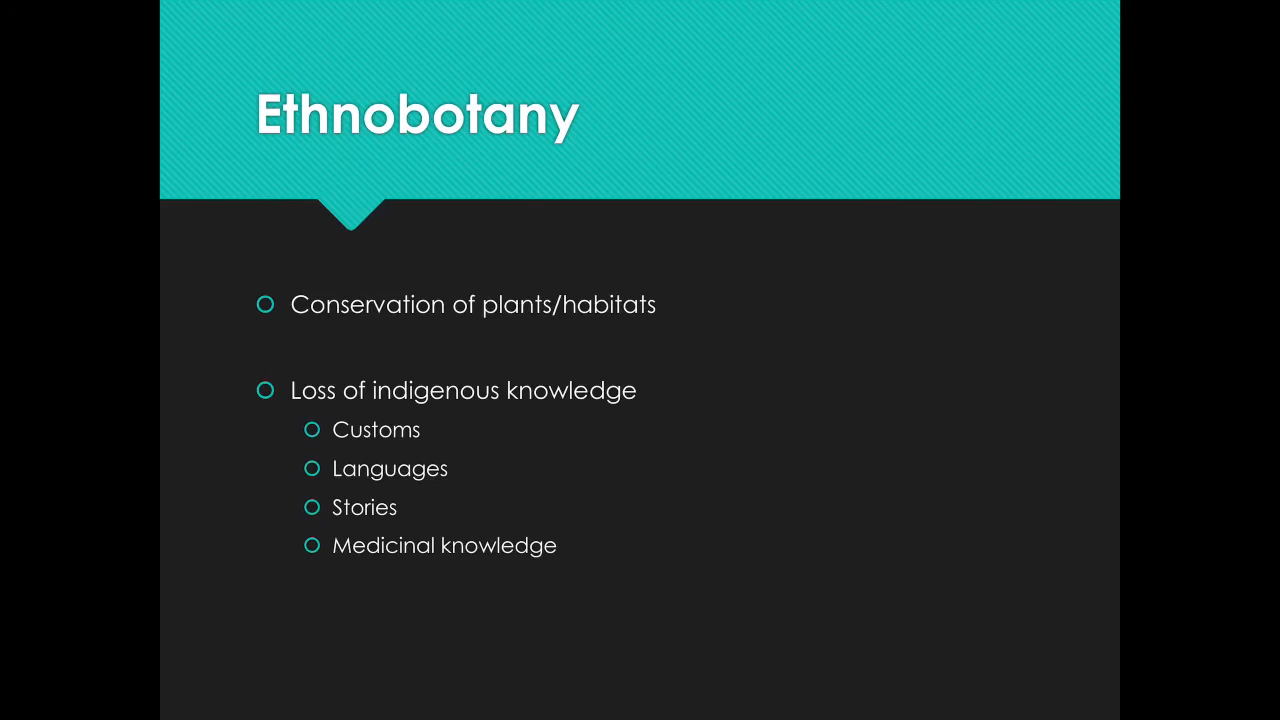 Ethnobotany
Conservation of plants/habitats
Loss of indigenous knowledge
Customs
Languages
Stories
Medicinal knowledge